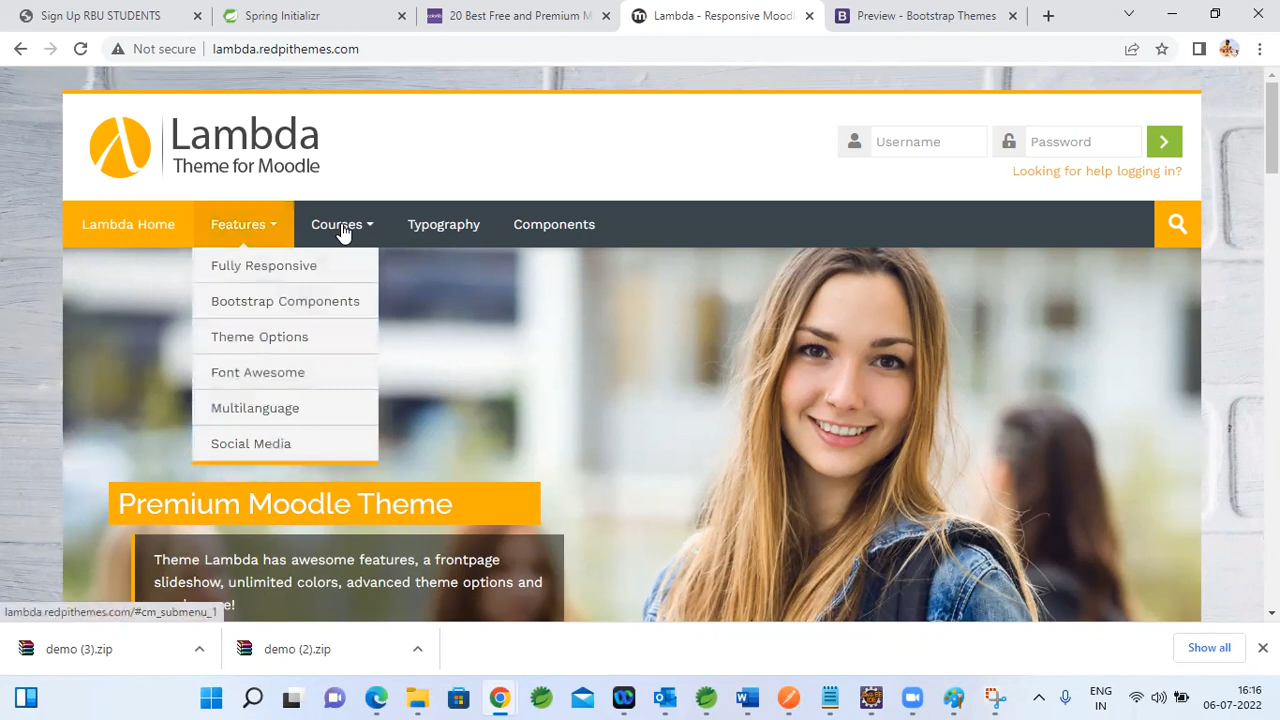 Sign Up RBU STUDENTS
Spring Initializr
20 Best Free and Premium M
Lambda - Responsive Mood
Preview - Bootstrap Themes
Not secure
lambda.redpithemes.com
Lambda
Theme for Moodle
Username
Password
Looking for help logging in?
Lambda Home
Features
Courses
Typography
Components
Fully Responsive
Bootstrap Components
Theme Options
Font Awesome
Multilanguage
Social Media
Premium Moodle Theme
Theme Lambda has awesome features, a frontpage
slideshow, unlimited colors, advanced theme options and
lambda.redpithemes.com/#cm_submenu_1
demo (3).zip
demo (2).zip
Show all
ENG
IN
16:16
06-07-2022